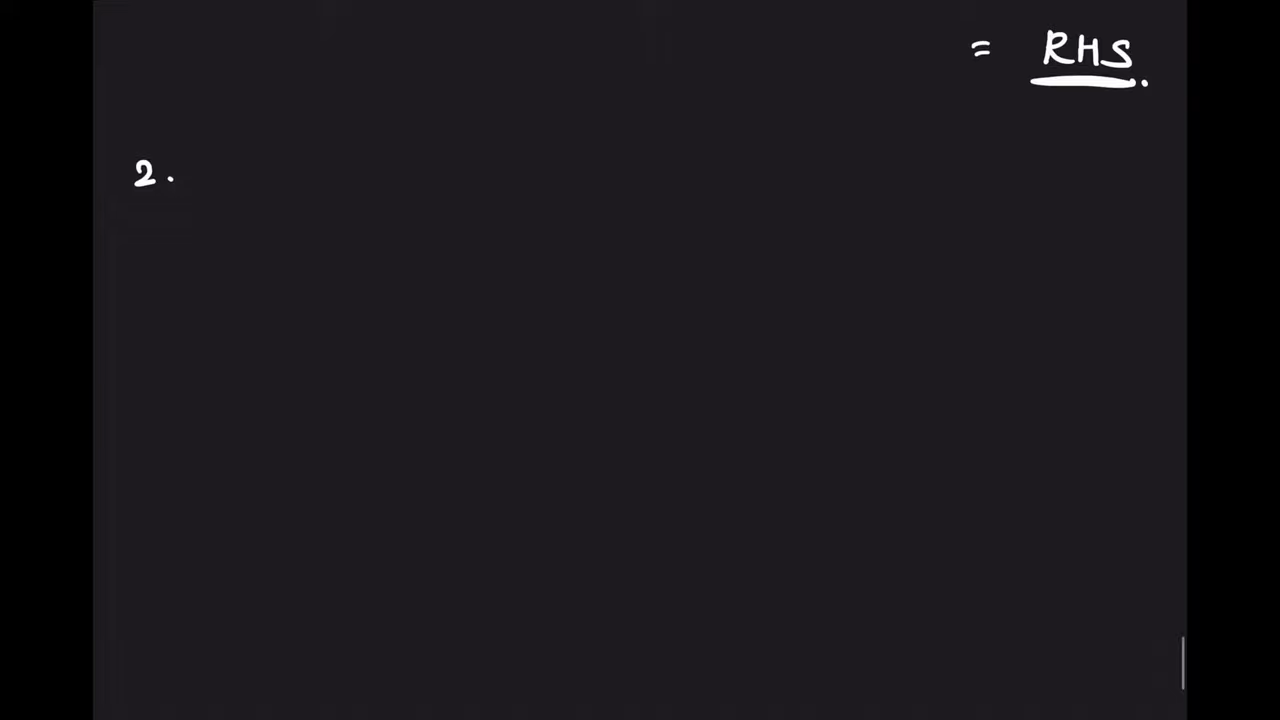 = RHS.
2.